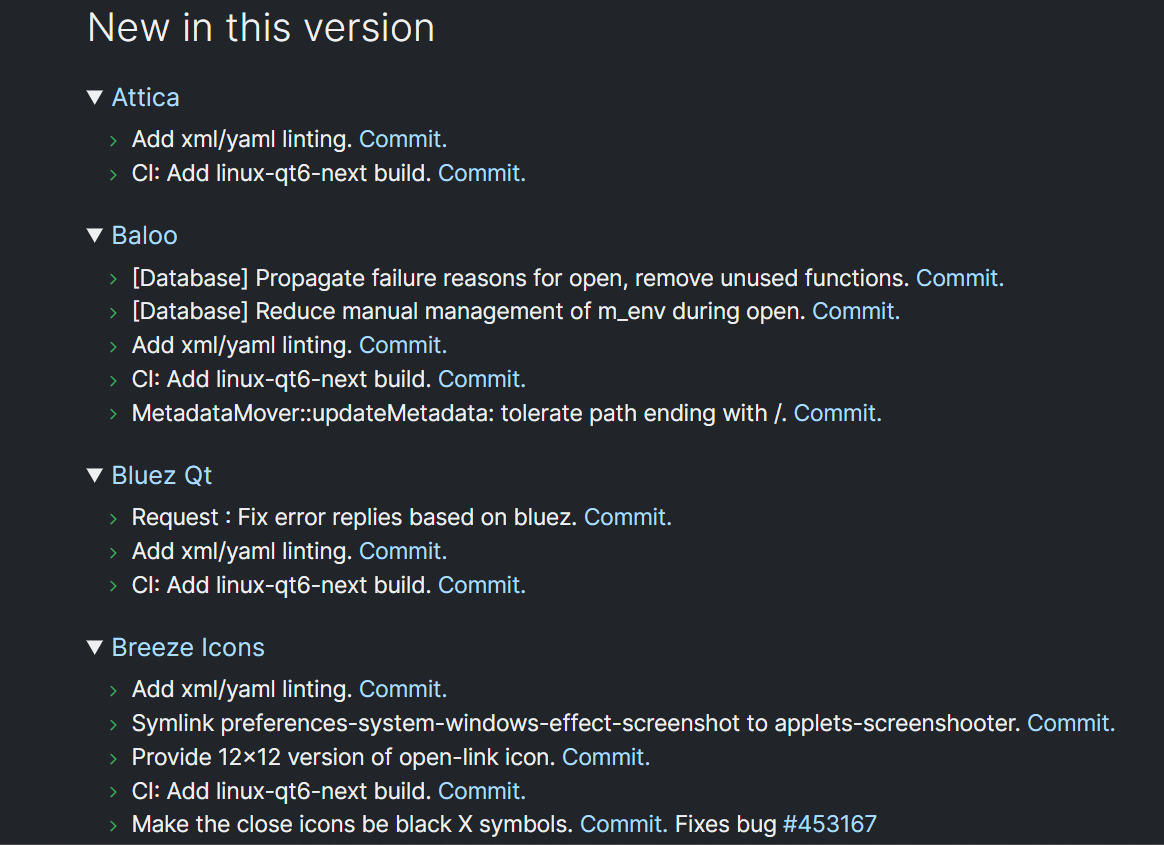 New in this version
Attica
Add xml/yaml linting. Commit.
CI: Add linux-qt6-next build. Commit.
Baloo
[Database] Propagate failure reasons for open, remove unused functions. Commit.
[Database] Reduce manual management of m_env during open. Commit.
Add xml/yaml linting. Commit.
CI: Add linux-qt6-next build. Commit.
MetadataMover::updateMetadata: tolerate path ending with /. Commit.
Bluez Qt
Request : Fix error replies based on bluez. Commit.
Add xml/yaml linting. Commit.
CI: Add linux-qt6-next build. Commit.
Breeze Icons
Add xml/yaml linting. Commit.
Symlink preferences-system-windows-effect-screenshot to applets-screenshooter. Commit.
Provide 12×12 version of open-link icon. Commit.
CI: Add linux-qt6-next build. Commit.
Make the close icons be black X symbols. Commit. Fixes bug #453167